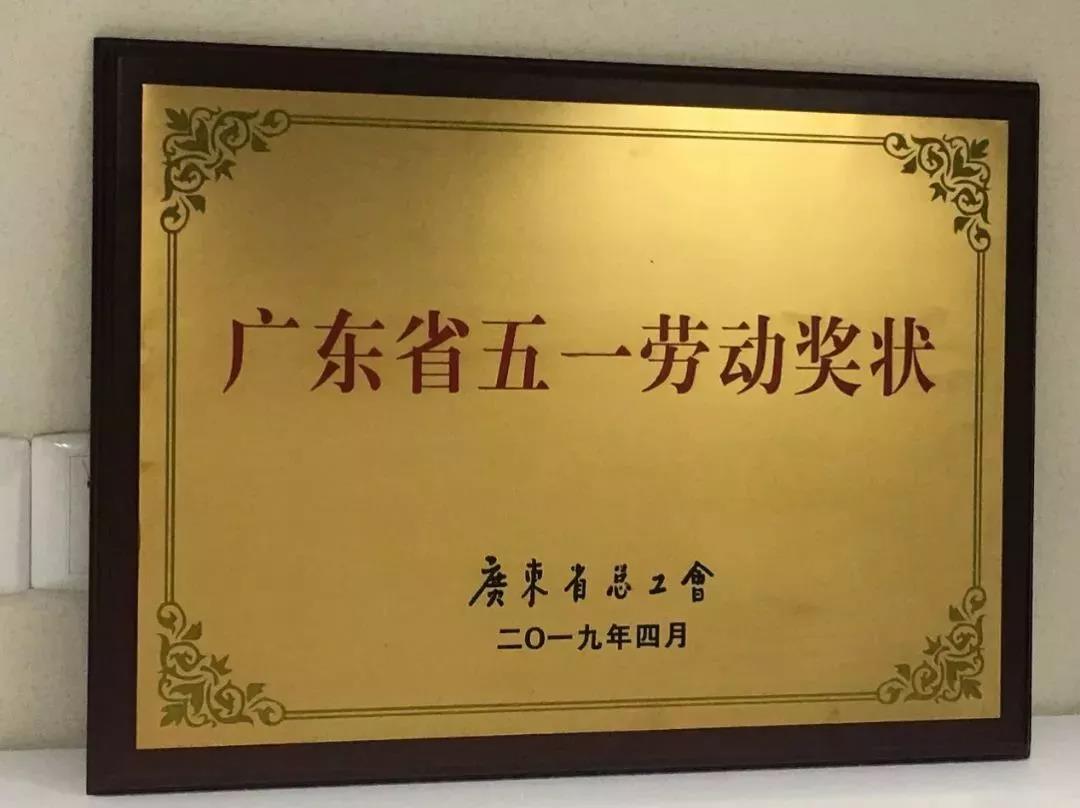 广东省五一劳动奖状
廣東省总工會
二〇一九年四月